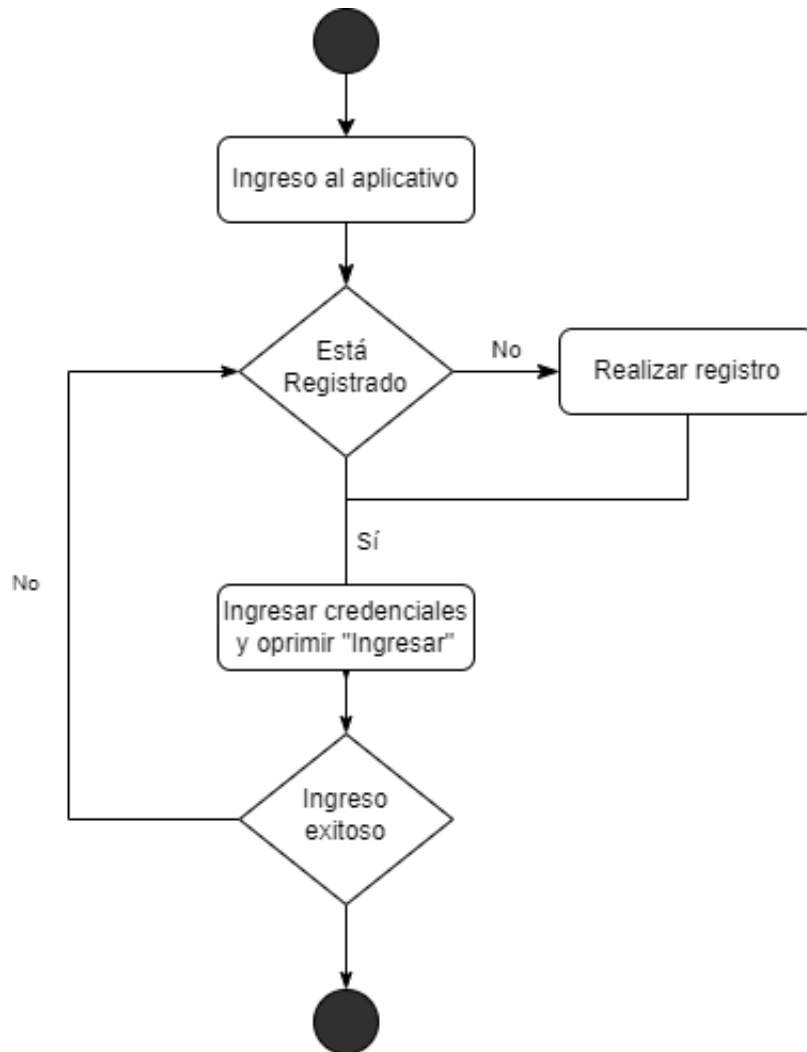 Ingreso al aplicativo
Está
Registrado
No
Realizar registro
Sí
No
Ingresar credenciales
y oprimir "Ingresar"
Ingreso
exitoso